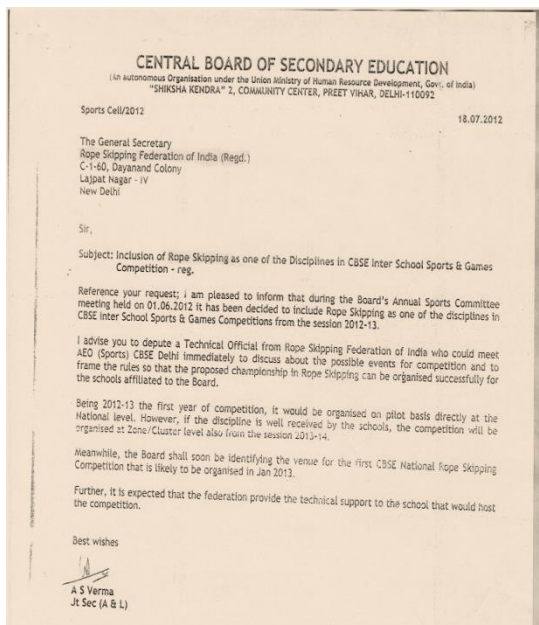 CENTRAL BOARD OF SECONDARY EDUCATION
(An autonomous Organisation under the Union Ministry of Human Resource Development, Govt. of India)
"SHIKSHA KENDRA" 2, COMMUNITY CENTER, PREET VIHAR, DELHI-110092
Sports Cell/2012
18.07.2012
The General Secretary
Rope Skipping Federation of India (Regd.)
C-1-60, Dayanand Colony
Lajpat Nagar - IV
New Delhi
Sir,
Subject: Inclusion of Rope Skipping as one of the Disciplines in CBSE Inter School Sports & Games
Competition - reg.
Reference your request; I am pleased to inform that during the Board's Annual Sports Committee
meeting held on 01.06.2012 it has been decided to include Rope Skipping as one of the disciplines in
CBSE Inter School Sports & Games Competitions from the session 2012-13.
I advise you to depute a Technical Official from Rope Skipping Federation of India who could meet
AEO (Sports) CBSE Delhi immediately to discuss about the possible events for competition and to
frame the rules so that the proposed championship in Rope Skipping can be organised successfully for
the schools affiliated to the Board.
Being 2012-13 the first year of competition, it would be organised on pilot basis directly at the
National level. However, if the discipline is well received by the schools, the competition will be
organised at Zone/Cluster level also from the session 2013-14.
Meanwhile, the Board shall soon be identifying the venue for the first CBSE National Rope Skipping
Competition that is likely to be organised in Jan 2013.
Further, it is expected that the federation provide the technical support to the school that would host
the competition.
Best wishes
A S Verma
Jt Sec (A & L)